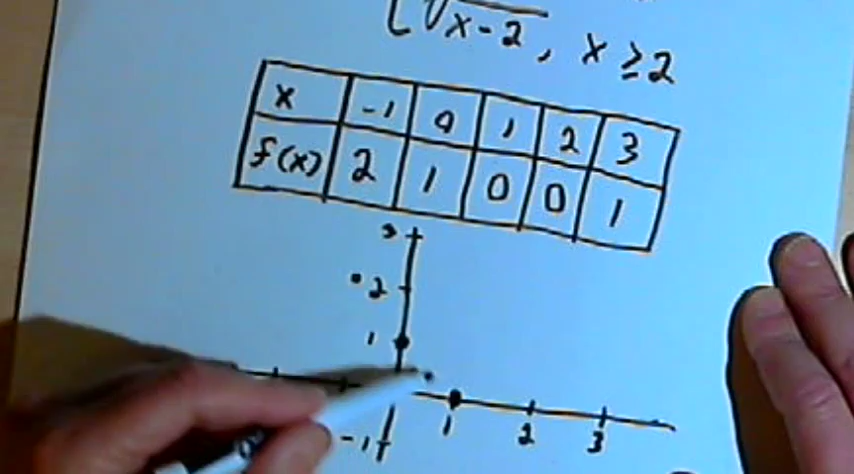 √x-2, x ≥ 2
x -1 0 1 2 3
f(x) 2 1 0 0 1
3
2
1
1 2 3
-1